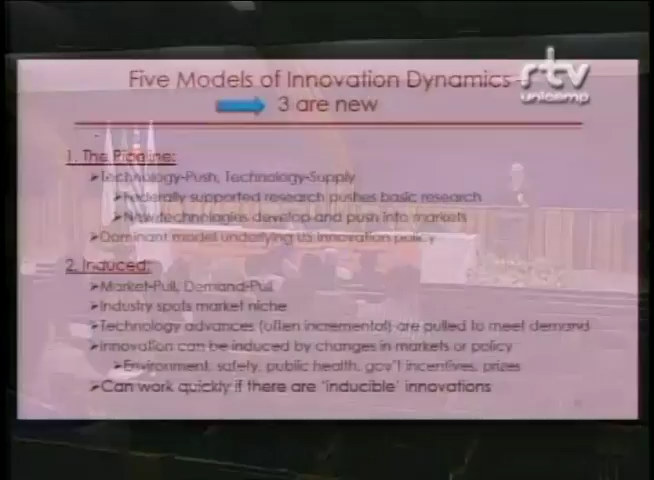 Five Models of Innovation Dynamics -
3 are new
rtv
unicamp
1. The Pipeline:
➢Technology-Push, Technology-Supply
➢Federally supported research pushes basic research
➢New technologies develop and push into markets
➢Dominant model underlying US innovation policy
2. Induced:
➢Market-Pull, Demand-Pull
➢Industry spots market niche
➢Technology advances (often incremental) are pulled to meet demand
➢Innovation can be induced by changes in markets or policy
➢Environment, safety, public health, gov't incentives, prizes
➢Can work quickly if there are 'inducible' innovations